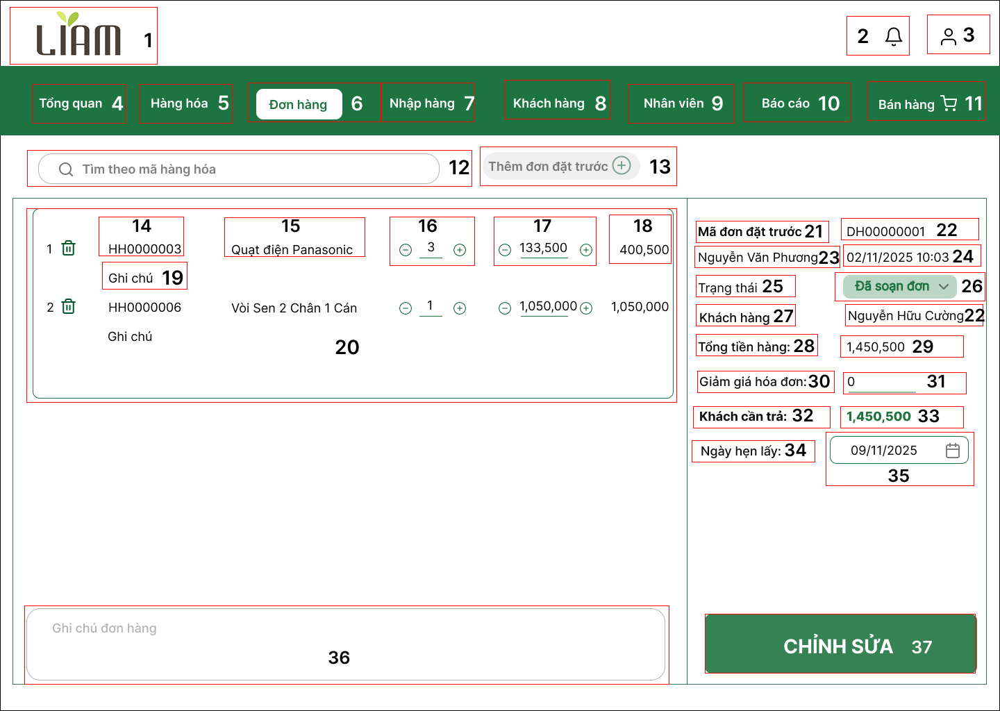 LIAM 1
2
3
Tổng quan 4
Hàng hóa 5
Đơn hàng 6
Nhập hàng 7
Khách hàng 8
Nhân viên 9
Báo cáo 10
Bán hàng 11
Tìm theo mã hàng hóa 12
Thêm đơn đặt trước 13
14 15 16 17 18
1 HH0000003 Quạt điện Panasonic 3 133,500 400,500
Ghi chú 19
2 HH0000006 Vòi Sen 2 Chân 1 Cán 1 1,050,000 1,050,000
Ghi chú
20
Mã đơn đặt trước 21 DH00000001 22
Nguyễn Văn Phương 23 02/11/2025 10:03 24
Trạng thái 25 Đã soạn đơn 26
Khách hàng 27 Nguyễn Hữu Cường 22
Tổng tiền hàng: 28 1,450,500 29
Giảm giá hóa đơn: 30 0 31
Khách cần trả: 32 1,450,500 33
Ngày hẹn lấy: 34 09/11/2025
35
Ghi chú đơn hàng
36
CHỈNH SỬA 37